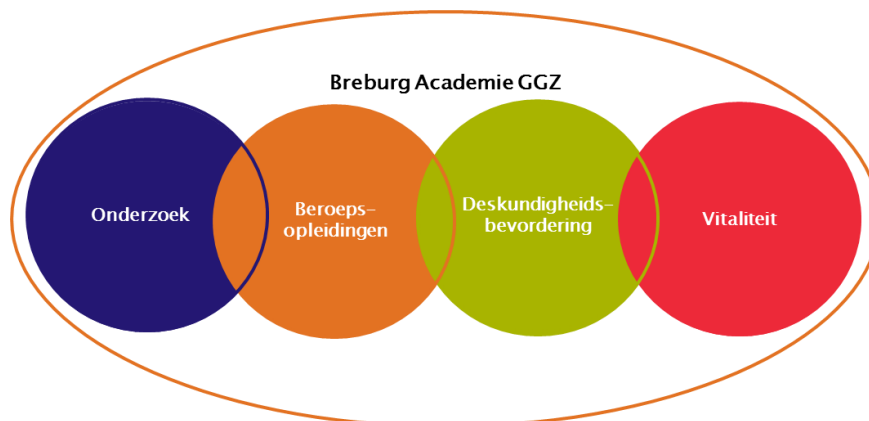 Breburg Academie GGZ
Onderzoek
Beroeps-
opleidingen
Deskundigheids-
bevordering
Vitaliteit